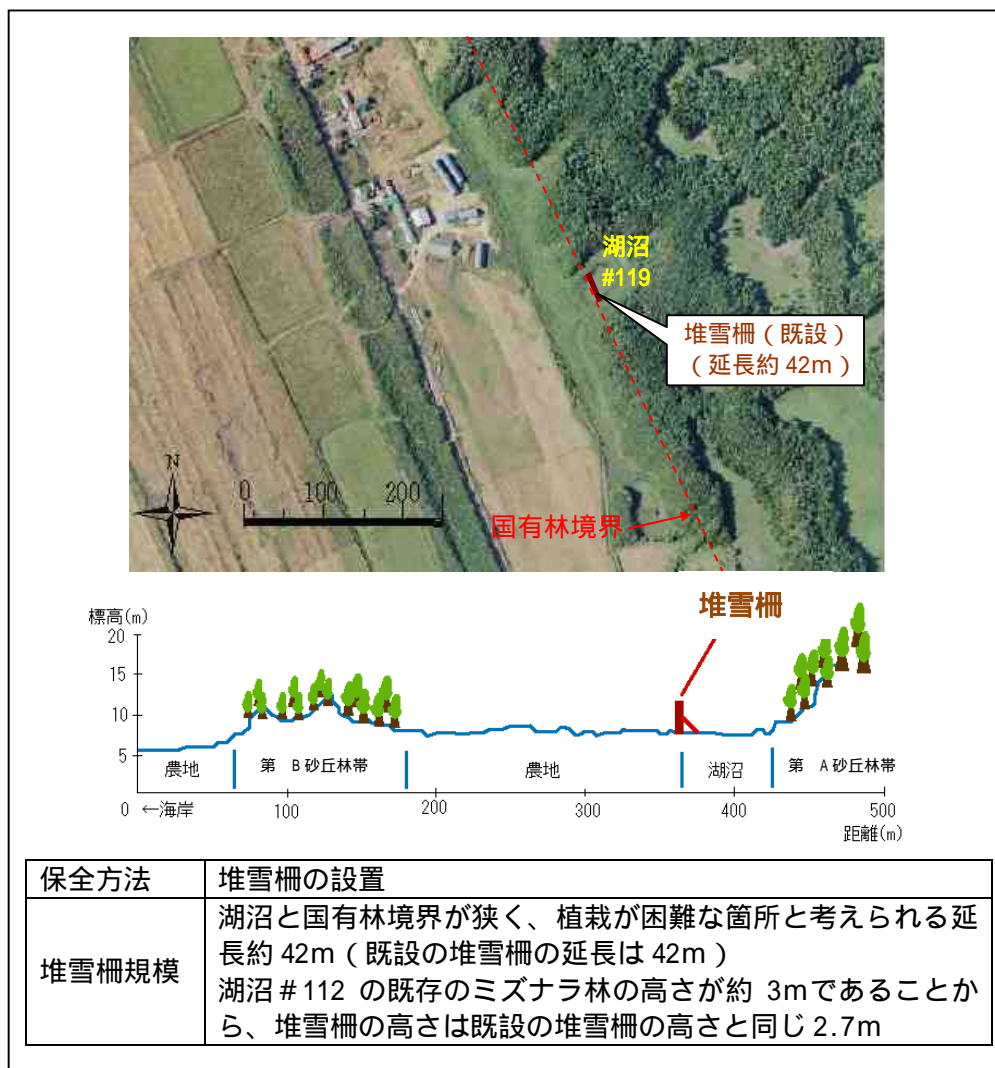 湖沼
#119
堆雪柵（既設）
（延長約 42m）
N
0 100 200
国有林境界
堆雪柵
標高(m)
20
15
10
5
農地 第 B砂丘林帯 農地 湖沼 第 A砂丘林帯
0 ←海岸 100 200 300 400 500
距離(m)
保全方法 堆雪柵の設置
堆雪柵規模
湖沼と国有林境界が狭く、植栽が困難な箇所と考えられる延
長約 42m（既設の堆雪柵の延長は 42m）
湖沼＃112 の既存のミズナラ林の高さが約 3mであることか
ら、堆雪柵の高さは既設の堆雪柵の高さと同じ 2.7m